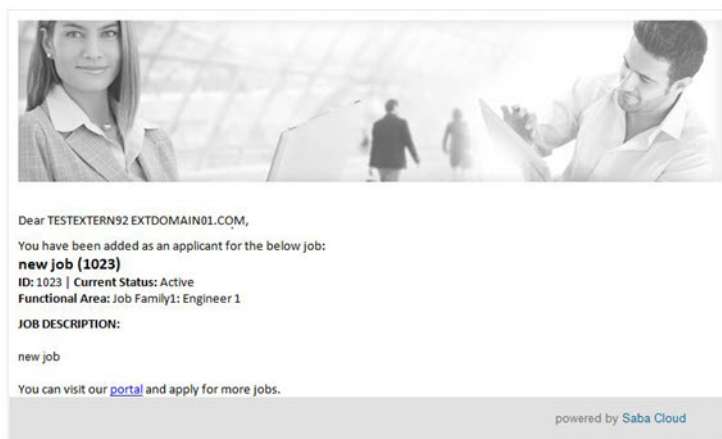 Dear TESTEXTERN92 EXTDOMAIN01.COM,
You have been added as an applicant for the below job:
new job (1023)
ID: 1023 | Current Status: Active
Functional Area: Job Family1: Engineer 1
JOB DESCRIPTION:
new job
You can visit our portal and apply for more jobs.
powered by Saba Cloud